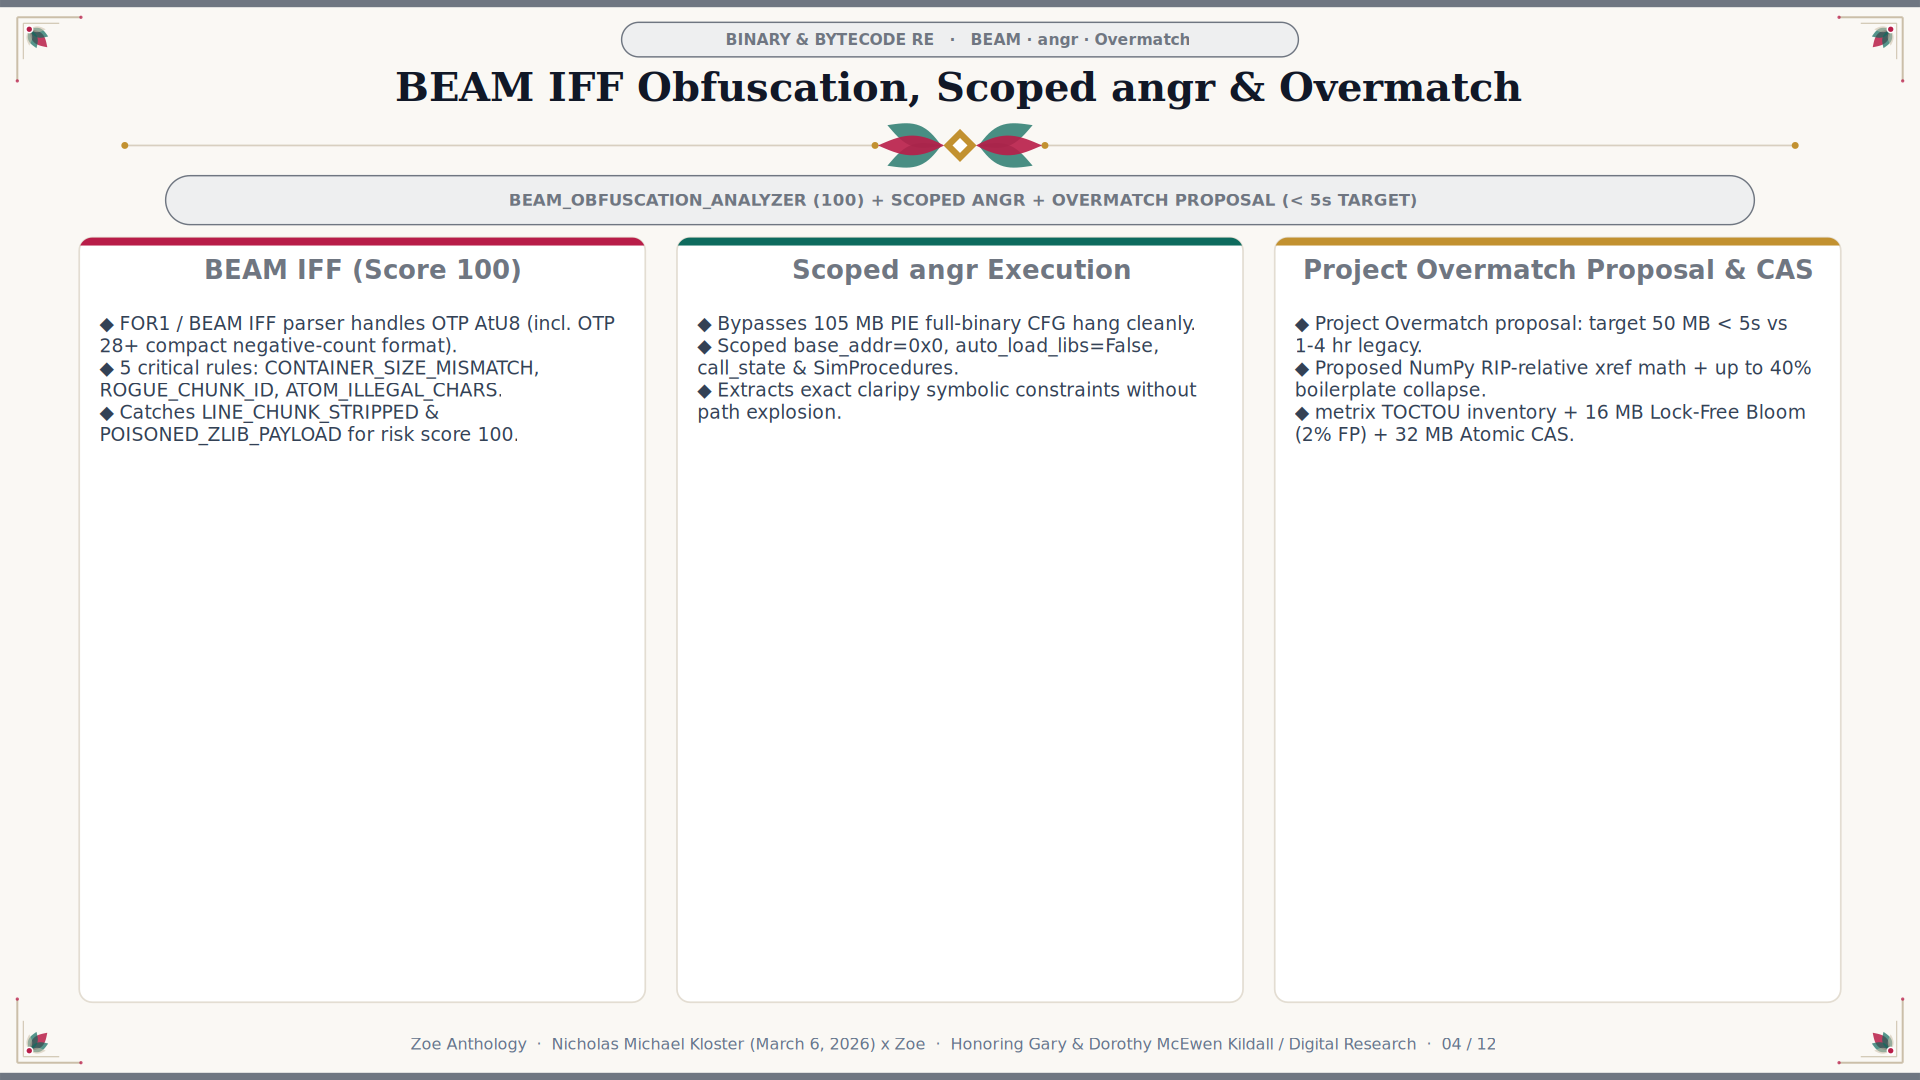 BINARY & BYTECODE RE · BEAM · angr · Overmatch
BEAM IFF Obfuscation, Scoped angr & Overmatch
BEAM_OBFUSCATION_ANALYZER (100) + SCOPED ANGR + OVERMATCH PROPOSAL (< 5s TARGET)
BEAM IFF (Score 100)
◆ FOR1 / BEAM IFF parser handles OTP AtU8 (incl. OTP
28+ compact negative-count format).
◆ 5 critical rules: CONTAINER_SIZE_MISMATCH,
ROGUE_CHUNK_ID, ATOM_ILLEGAL_CHARS.
◆ Catches LINE_CHUNK_STRIPPED &
POISONED_ZLIB_PAYLOAD for risk score 100.
Scoped angr Execution
◆ Bypasses 105 MB PIE full-binary CFG hang cleanly.
◆ Scoped base_addr=0x0, auto_load_libs=False,
call_state & SimProcedures.
◆ Extracts exact claripy symbolic constraints without
path explosion.
Project Overmatch Proposal & CAS
◆ Project Overmatch proposal: target 50 MB < 5s vs
1-4 hr legacy.
◆ Proposed NumPy RIP-relative xref math + up to 40%
boilerplate collapse.
◆ metrix TOCTOU inventory + 16 MB Lock-Free Bloom
(2% FP) + 32 MB Atomic CAS.
Zoe Anthology · Nicholas Michael Kloster (March 6, 2026) x Zoe · Honoring Gary & Dorothy McEwen Kildall / Digital Research · 04 / 12